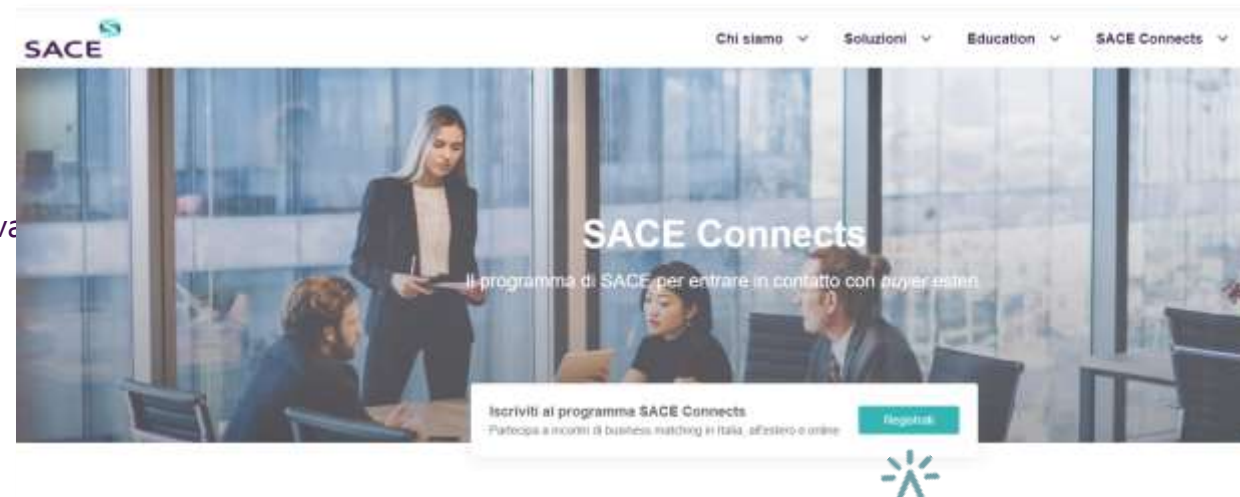 SACE
Chi siamo Soluzioni Education SACE Connects
SACE Connects
Il programma di SACE per entrare in contatto con buyer esteri
Iscriviti al programma SACE Connects
Partecipa a incontri di business matching in Italia, all'estero e online
Registrati